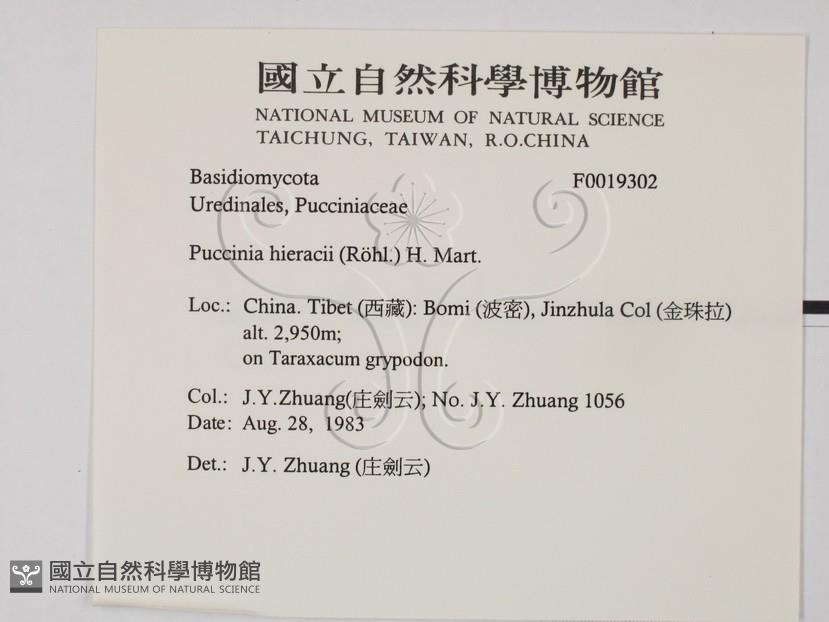 國立自然科學博物館
NATIONAL MUSEUM OF NATURAL SCIENCE
TAICHUNG, TAIWAN, R.O.CHINA
Basidiomycota F0019302
Uredinales, Pucciniaceae
Puccinia hieracii (Röhl.) H. Mart.
Loc.: China. Tibet (西藏): Bomi (波密), Jinzhula Col (金珠拉)
alt. 2,950m;
on Taraxacum grypodon.
Col.: J.Y.Zhuang(庄劍云); No. J.Y. Zhuang 1056
Date: Aug. 28, 1983
Det.: J.Y. Zhuang (庄劍云)
國立自然科學博物館
NATIONAL MUSEUM OF NATURAL SCIENCE